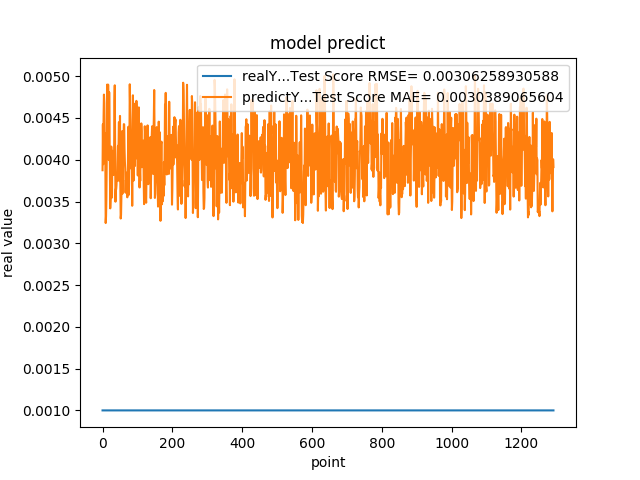 model predict
realY...Test Score RMSE= 0.00306258930588
predictY...Test Score MAE= 0.0030389065604
0.0050
0.0045
0.0040
0.0035
0.0030
0.0025
0.0020
0.0015
0.0010
real value
0 200 400 600 800 1000 1200
point